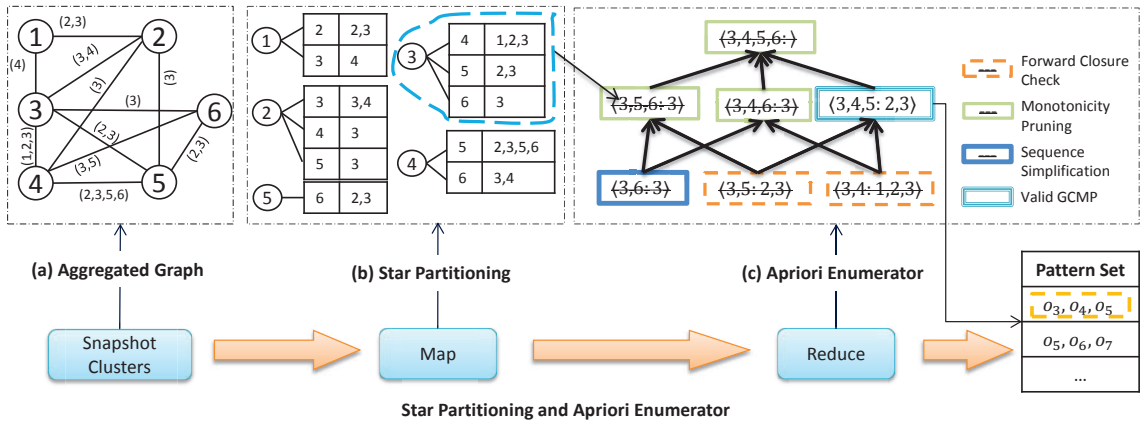 (2,3)
1
2
(4)
(3,4)
(3)
(3)
3
(3)
6
(1,2,3)
(2,3)
(3,5)
(2,3)
4
5
(2,3,5,6)
1
2 2,3
3 4
2
3 3,4
4 3
5 3
5
6 2,3
3
4 1,2,3
5 2,3
6 3
4
5 2,3,5,6
6 3,4
⟨3,4,5,6: ⟩
⟨3,5,6: 3⟩
⟨3,4,6: 3⟩
⟨3,4,5: 2,3⟩
⟨3,6: 3⟩
⟨3,5: 2,3⟩
⟨3,4: 1,2,3⟩
Forward Closure
Check
Monotonicity
Pruning
Sequence
Simplification
Valid GCMP
(a) Aggregated Graph
(b) Star Partitioning
(c) Apriori Enumerator
Snapshot
Clusters
Map
Reduce
Pattern Set
o3, o4, o5
o5, o6, o7
...
Star Partitioning and Apriori Enumerator